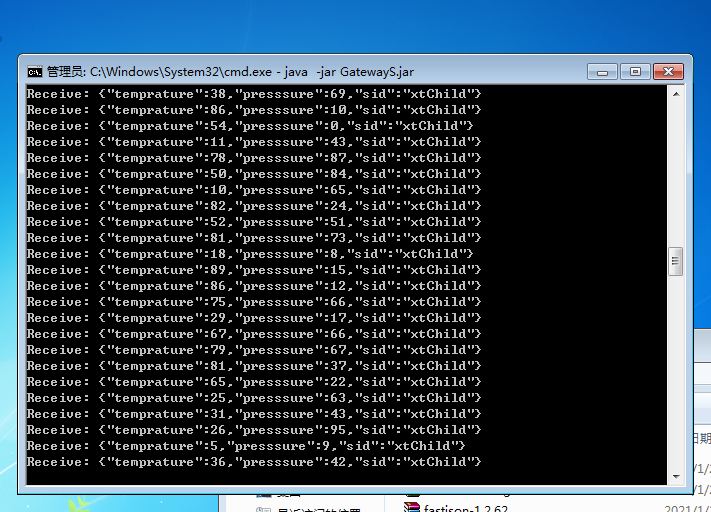 管理员: C:\Windows\System32\cmd.exe - java  -jar GatewayS.jar
Receive: {"temprature":38,"presssure":69,"sid":"xtChild"}
Receive: {"temprature":86,"presssure":10,"sid":"xtChild"}
Receive: {"temprature":54,"presssure":0,"sid":"xtChild"}
Receive: {"temprature":11,"presssure":43,"sid":"xtChild"}
Receive: {"temprature":78,"presssure":87,"sid":"xtChild"}
Receive: {"temprature":50,"presssure":84,"sid":"xtChild"}
Receive: {"temprature":10,"presssure":65,"sid":"xtChild"}
Receive: {"temprature":82,"presssure":24,"sid":"xtChild"}
Receive: {"temprature":52,"presssure":51,"sid":"xtChild"}
Receive: {"temprature":81,"presssure":73,"sid":"xtChild"}
Receive: {"temprature":18,"presssure":8,"sid":"xtChild"}
Receive: {"temprature":89,"presssure":15,"sid":"xtChild"}
Receive: {"temprature":86,"presssure":12,"sid":"xtChild"}
Receive: {"temprature":75,"presssure":66,"sid":"xtChild"}
Receive: {"temprature":29,"presssure":17,"sid":"xtChild"}
Receive: {"temprature":67,"presssure":66,"sid":"xtChild"}
Receive: {"temprature":79,"presssure":67,"sid":"xtChild"}
Receive: {"temprature":81,"presssure":37,"sid":"xtChild"}
Receive: {"temprature":65,"presssure":22,"sid":"xtChild"}
Receive: {"temprature":25,"presssure":63,"sid":"xtChild"}
Receive: {"temprature":31,"presssure":43,"sid":"xtChild"}
Receive: {"temprature":26,"presssure":95,"sid":"xtChild"}
Receive: {"temprature":5,"presssure":9,"sid":"xtChild"}
Receive: {"temprature":36,"presssure":42,"sid":"xtChild"}
日期
最近访问的位置 fastjson-1.2.62 2021/1/2